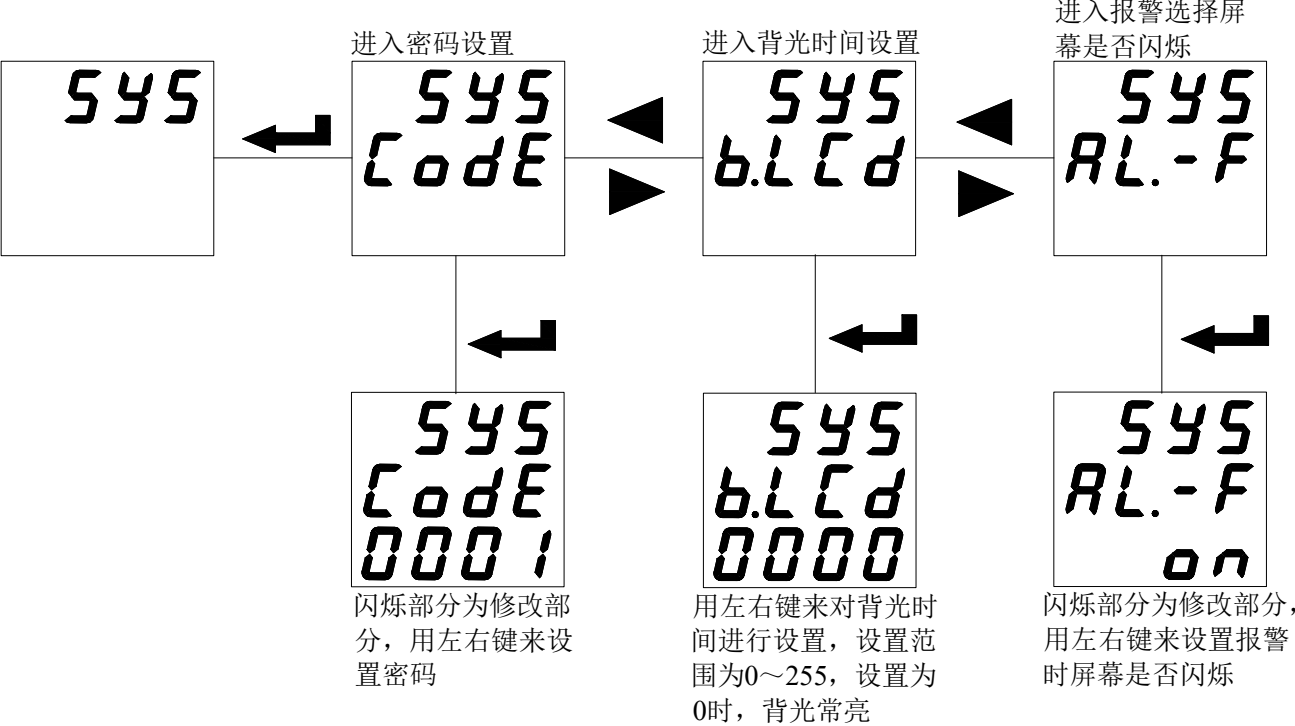 进入密码设置
进入背光时间设置
进入报警选择屏
幕是否闪烁
SYS
SYS
CodE
SYS
b.LCd
SYS
AL.-F
SYS
CodE
0001
SYS
b.LCd
0000
SYS
AL.-F
on
闪烁部分为修改部
分，用左右键来设
置密码
用左右键来对背光时
间进行设置，设置范
围为0～255，设置为
0时，背光常亮
闪烁部分为修改部分，
用左右键来设置报警
时屏幕是否闪烁